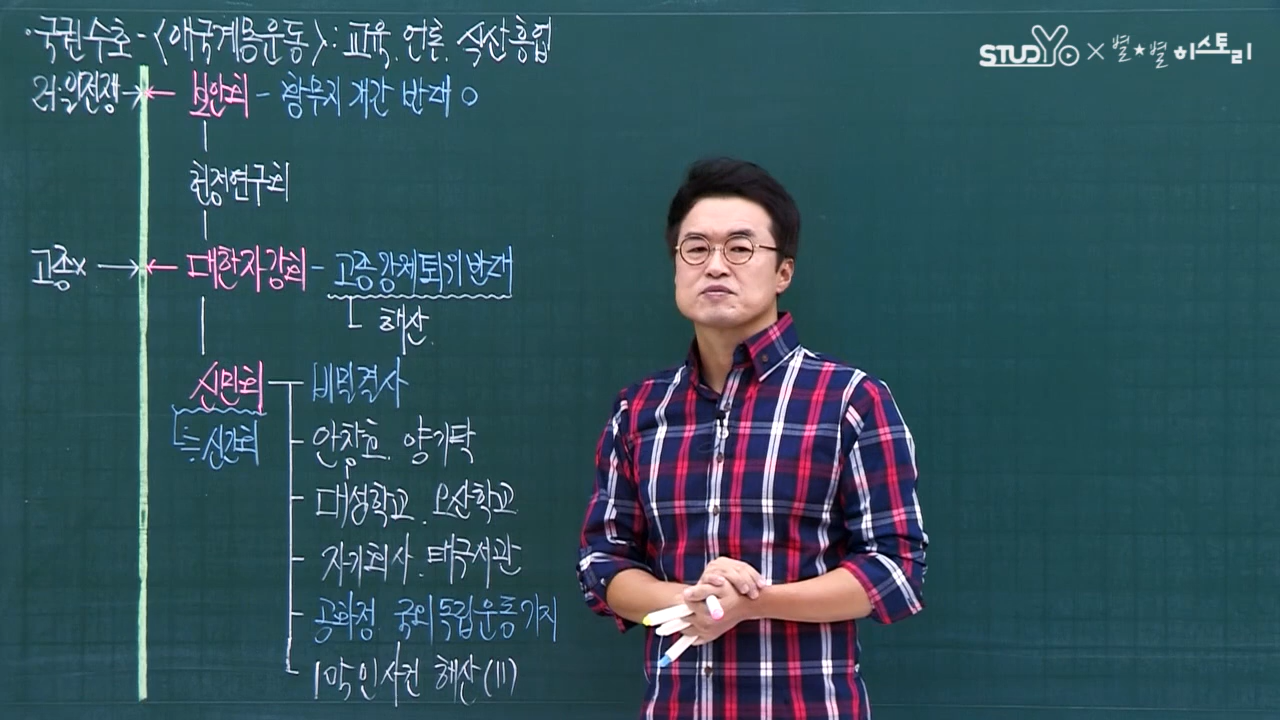 ·국권수호-<애국계몽운동>: 교육. 언론. 식산흥업
STUDYO × 별★별 히스토리
러·일전쟁 → ← 보안회 - 황무지 개간 반대 O
헌정연구회
고종× → ← 대한자강회 - 고종강제퇴위반대
해산.
신민회 비밀결사
≒신간회 안창호. 양기탁
대성학교. 오산학교
자기회사. 태극서관
공화정. 국외독립운동기지
105인사건 해산(11)